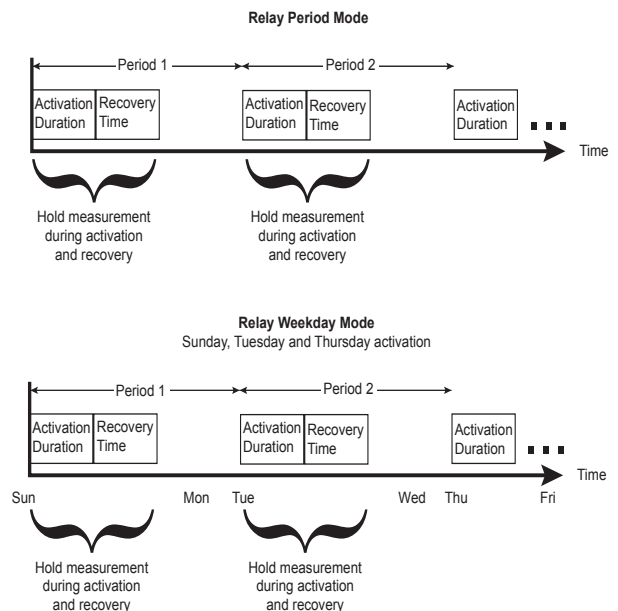 Relay Period Mode
Period 1
Period 2
Activation Duration
Recovery Time
Activation Duration
Recovery Time
Activation Duration
Time
Hold measurement
during activation
and recovery
Hold measurement
during activation
and recovery
Relay Weekday Mode
Sunday, Tuesday and Thursday activation
Period 1
Period 2
Activation Duration
Recovery Time
Activation Duration
Recovery Time
Activation Duration
Time
Sun Mon Tue Wed Thu Fri
Hold measurement
during activation
and recovery
Hold measurement
during activation
and recovery